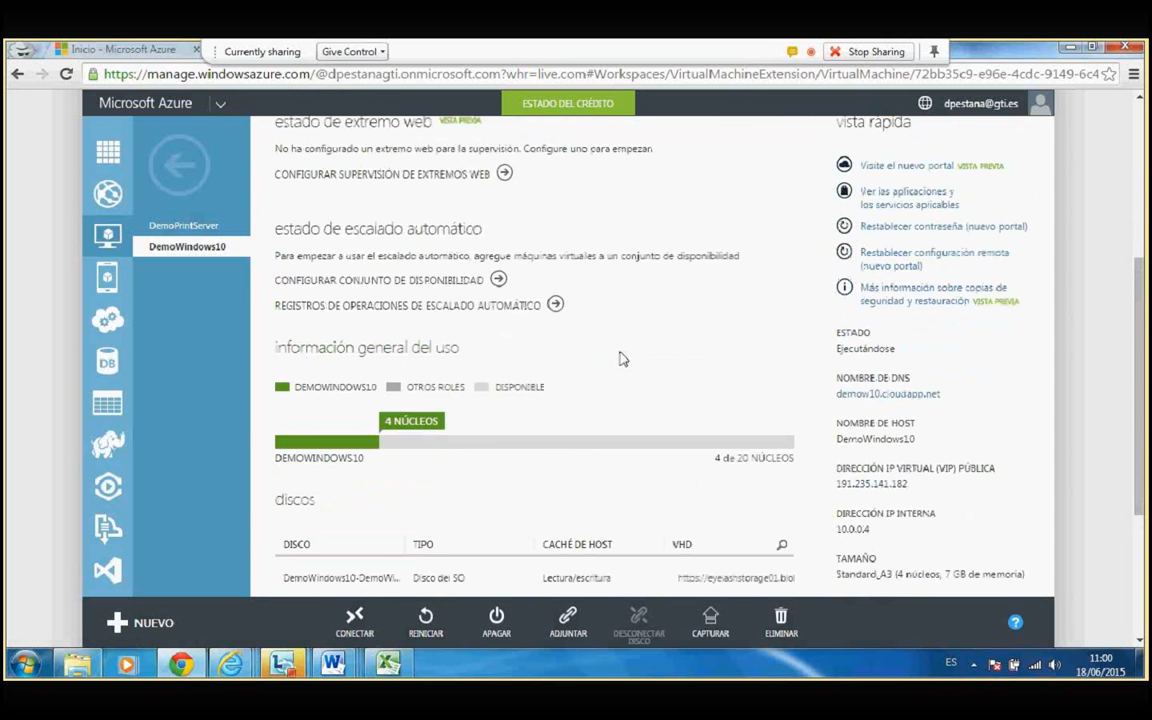 Inicio - Microsoft Azure
Currently sharing
Give Control
Stop Sharing
https://manage.windowsazure.com/@dpestanagti.onmicrosoft.com?whr=live.com#Workspaces/VirtualMachineExtension/VirtualMachine/72bb35c9-e96e-4cdc-9149-6c4
Microsoft Azure
ESTADO DEL CRÉDITO
dpestana@gti.es
DemoPrintServer
DemoWindows10
estado de extremo web VISTA PREVIA
No ha configurado un extremo web para la supervisión. Configure uno para empezar.
CONFIGURAR SUPERVISIÓN DE EXTREMOS WEB
estado de escalado automático
Para empezar a usar el escalado automático, agregue máquinas virtuales a un conjunto de disponibilidad
CONFIGURAR CONJUNTO DE DISPONIBILIDAD
REGISTROS DE OPERACIONES DE ESCALADO AUTOMÁTICO
información general del uso
DEMOWINDOWS10
OTROS ROLES
DISPONIBLE
4 NÚCLEOS
DEMOWINDOWS10
4 de 20 NÚCLEOS
discos
DISCO
TIPO
CACHÉ DE HOST
VHD
DemoWindows10-DemoWi...
Disco del SO
Lectura/escritura
https://eyelashstorage01.blo
vista rápida
Visite el nuevo portal VISTA PREVIA
Ver las aplicaciones y
los servicios aplicables
Restablecer contraseña (nuevo portal)
Restablecer configuración remota
(nuevo portal)
Más información sobre copias de
seguridad y restauración VISTA PREVIA
ESTADO
Ejecutándose
NOMBRE DE DNS
demow10.cloudapp.net
NOMBRE DE HOST
DemoWindows10
DIRECCIÓN IP VIRTUAL (VIP) PÚBLICA
191.235.141.182
DIRECCIÓN IP INTERNA
10.0.0.4
TAMAÑO
Standard_A3 (4 núcleos, 7 GB de memoria)
DB
NUEVO
CONECTAR
REINICIAR
APAGAR
ADJUNTAR
DESCONECTAR
DISCO
CAPTURAR
ELIMINAR
?
ES
11:00
18/06/2015